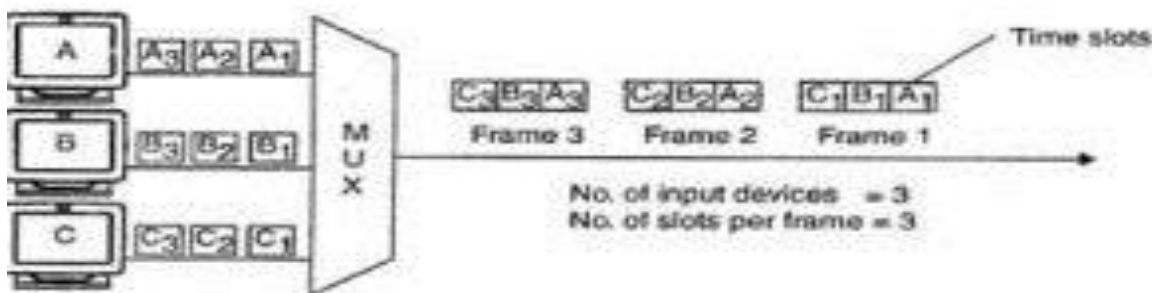 A A₃ A₂ A₁
Time slots
C₃ B₃ A₃ C₂ B₂ A₂ C₁ B₁ A₁
Frame 3 Frame 2 Frame 1
B B₃ B₂ B₁
MUX
No. of input devices = 3
No. of slots per frame = 3
C C₃ C₂ C₁